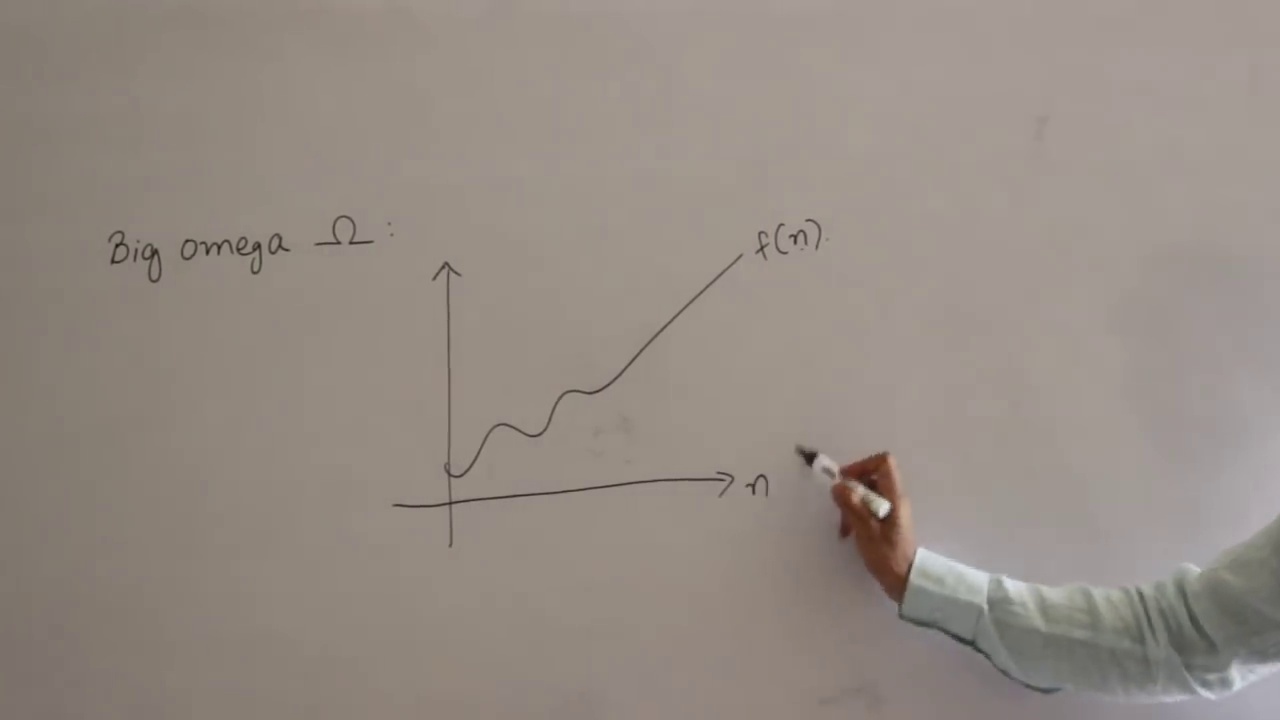 Big omega Ω:
f(n).
n